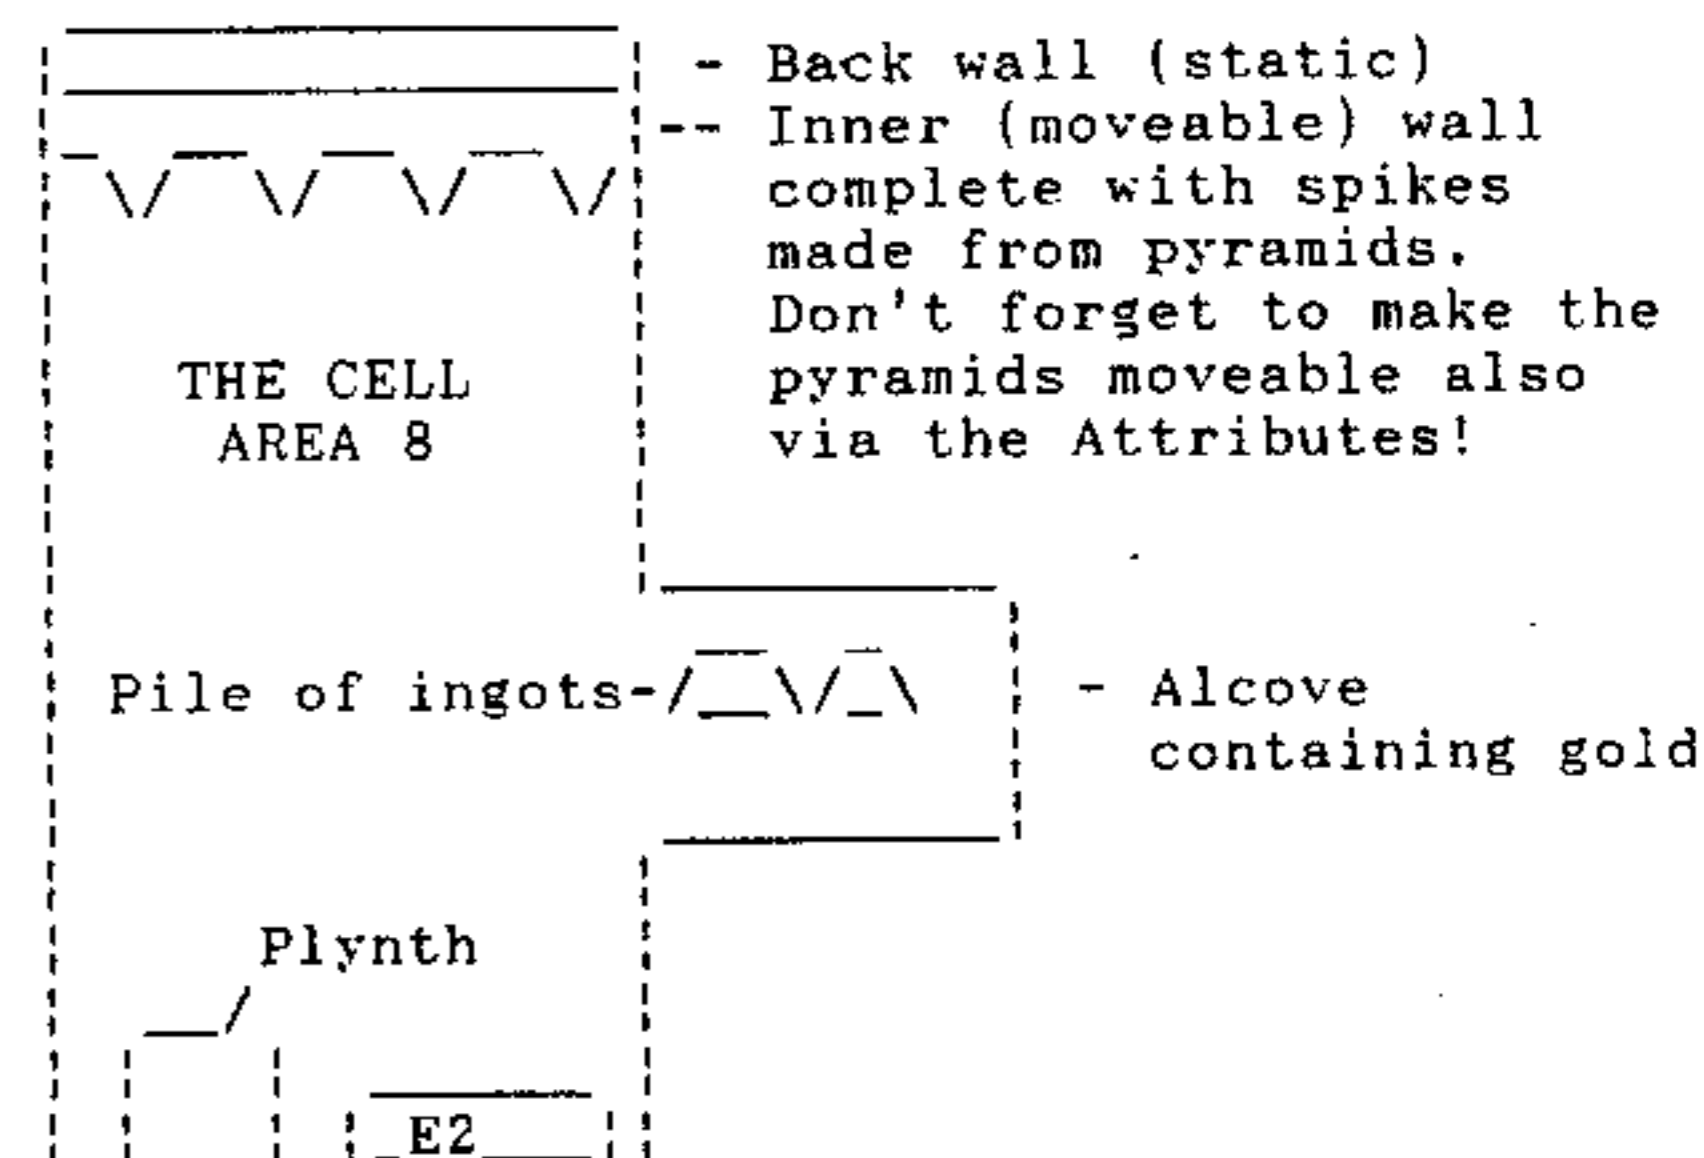 - Back wall (static)
-- Inner (moveable) wall
complete with spikes
made from pyramids.
Don't forget to make the
pyramids moveable also
via the Attributes!
THE CELL
AREA 8
Pile of ingots-
- Alcove
containing gold
Plynth
E2